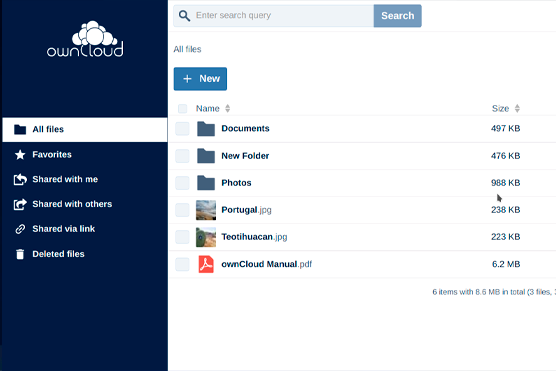 ownCloud
Enter search query
Search
All files
New
Name
Size
All files
Favorites
Shared with me
Shared with others
Shared via link
Deleted files
Documents 497 KB
New Folder 476 KB
Photos 988 KB
Portugal.jpg 238 KB
Teotihuacan.jpg 223 KB
ownCloud Manual.pdf 6.2 MB
6 items with 8.6 MB in total (3 files,